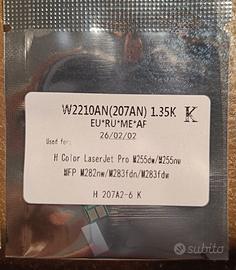 W2210AN(207AN) 1.35K K
EU*RU*ME*AF
26/02/02
Used for:
H Color LaserJet Pro M255dw/M255nw
MFP M282nw/M283fdn/M283fdw
H 207A2-6 K
subito